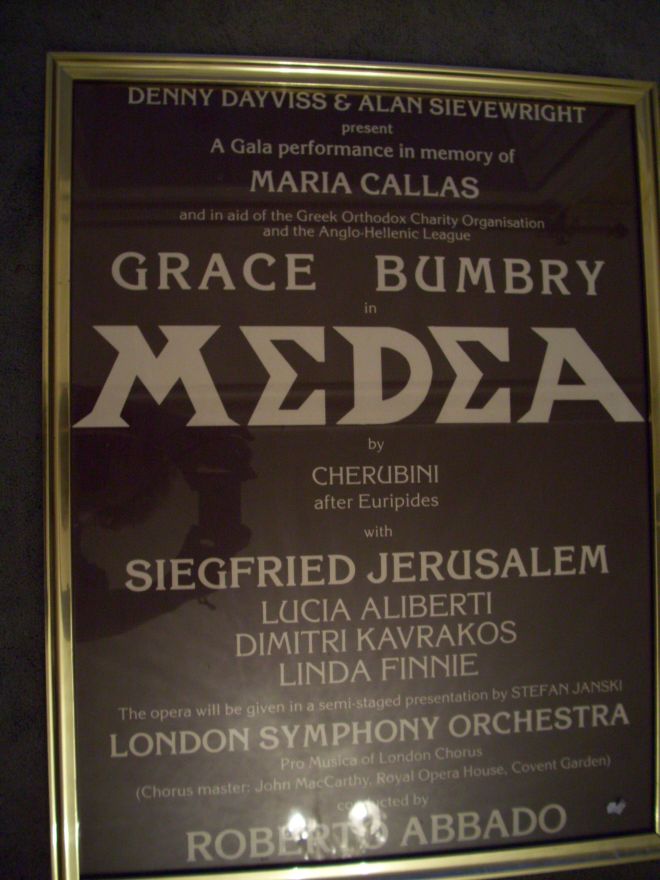 DENNY DAYVISS & ALAN SIEVEWRIGHT
present
A Gala performance in memory of
MARIA CALLAS
and in aid of the Greek Orthodox Charity Organisation
and the Anglo-Hellenic League
GRACE BUMBRY
in
MΣDΣA
by
CHERUBINI
after Euripides
with
SIEGFRIED JERUSALEM
LUCIA ALIBERTI
DIMITRI KAVRAKOS
LINDA FINNIE
The opera will be given in a semi-staged presentation by STEFAN JANSKI
LONDON SYMPHONY ORCHESTRA
Pro Musica of London Chorus
(Chorus master: John MacCarthy, Royal Opera House, Covent Garden)
conducted by
ROBERTO ABBADO